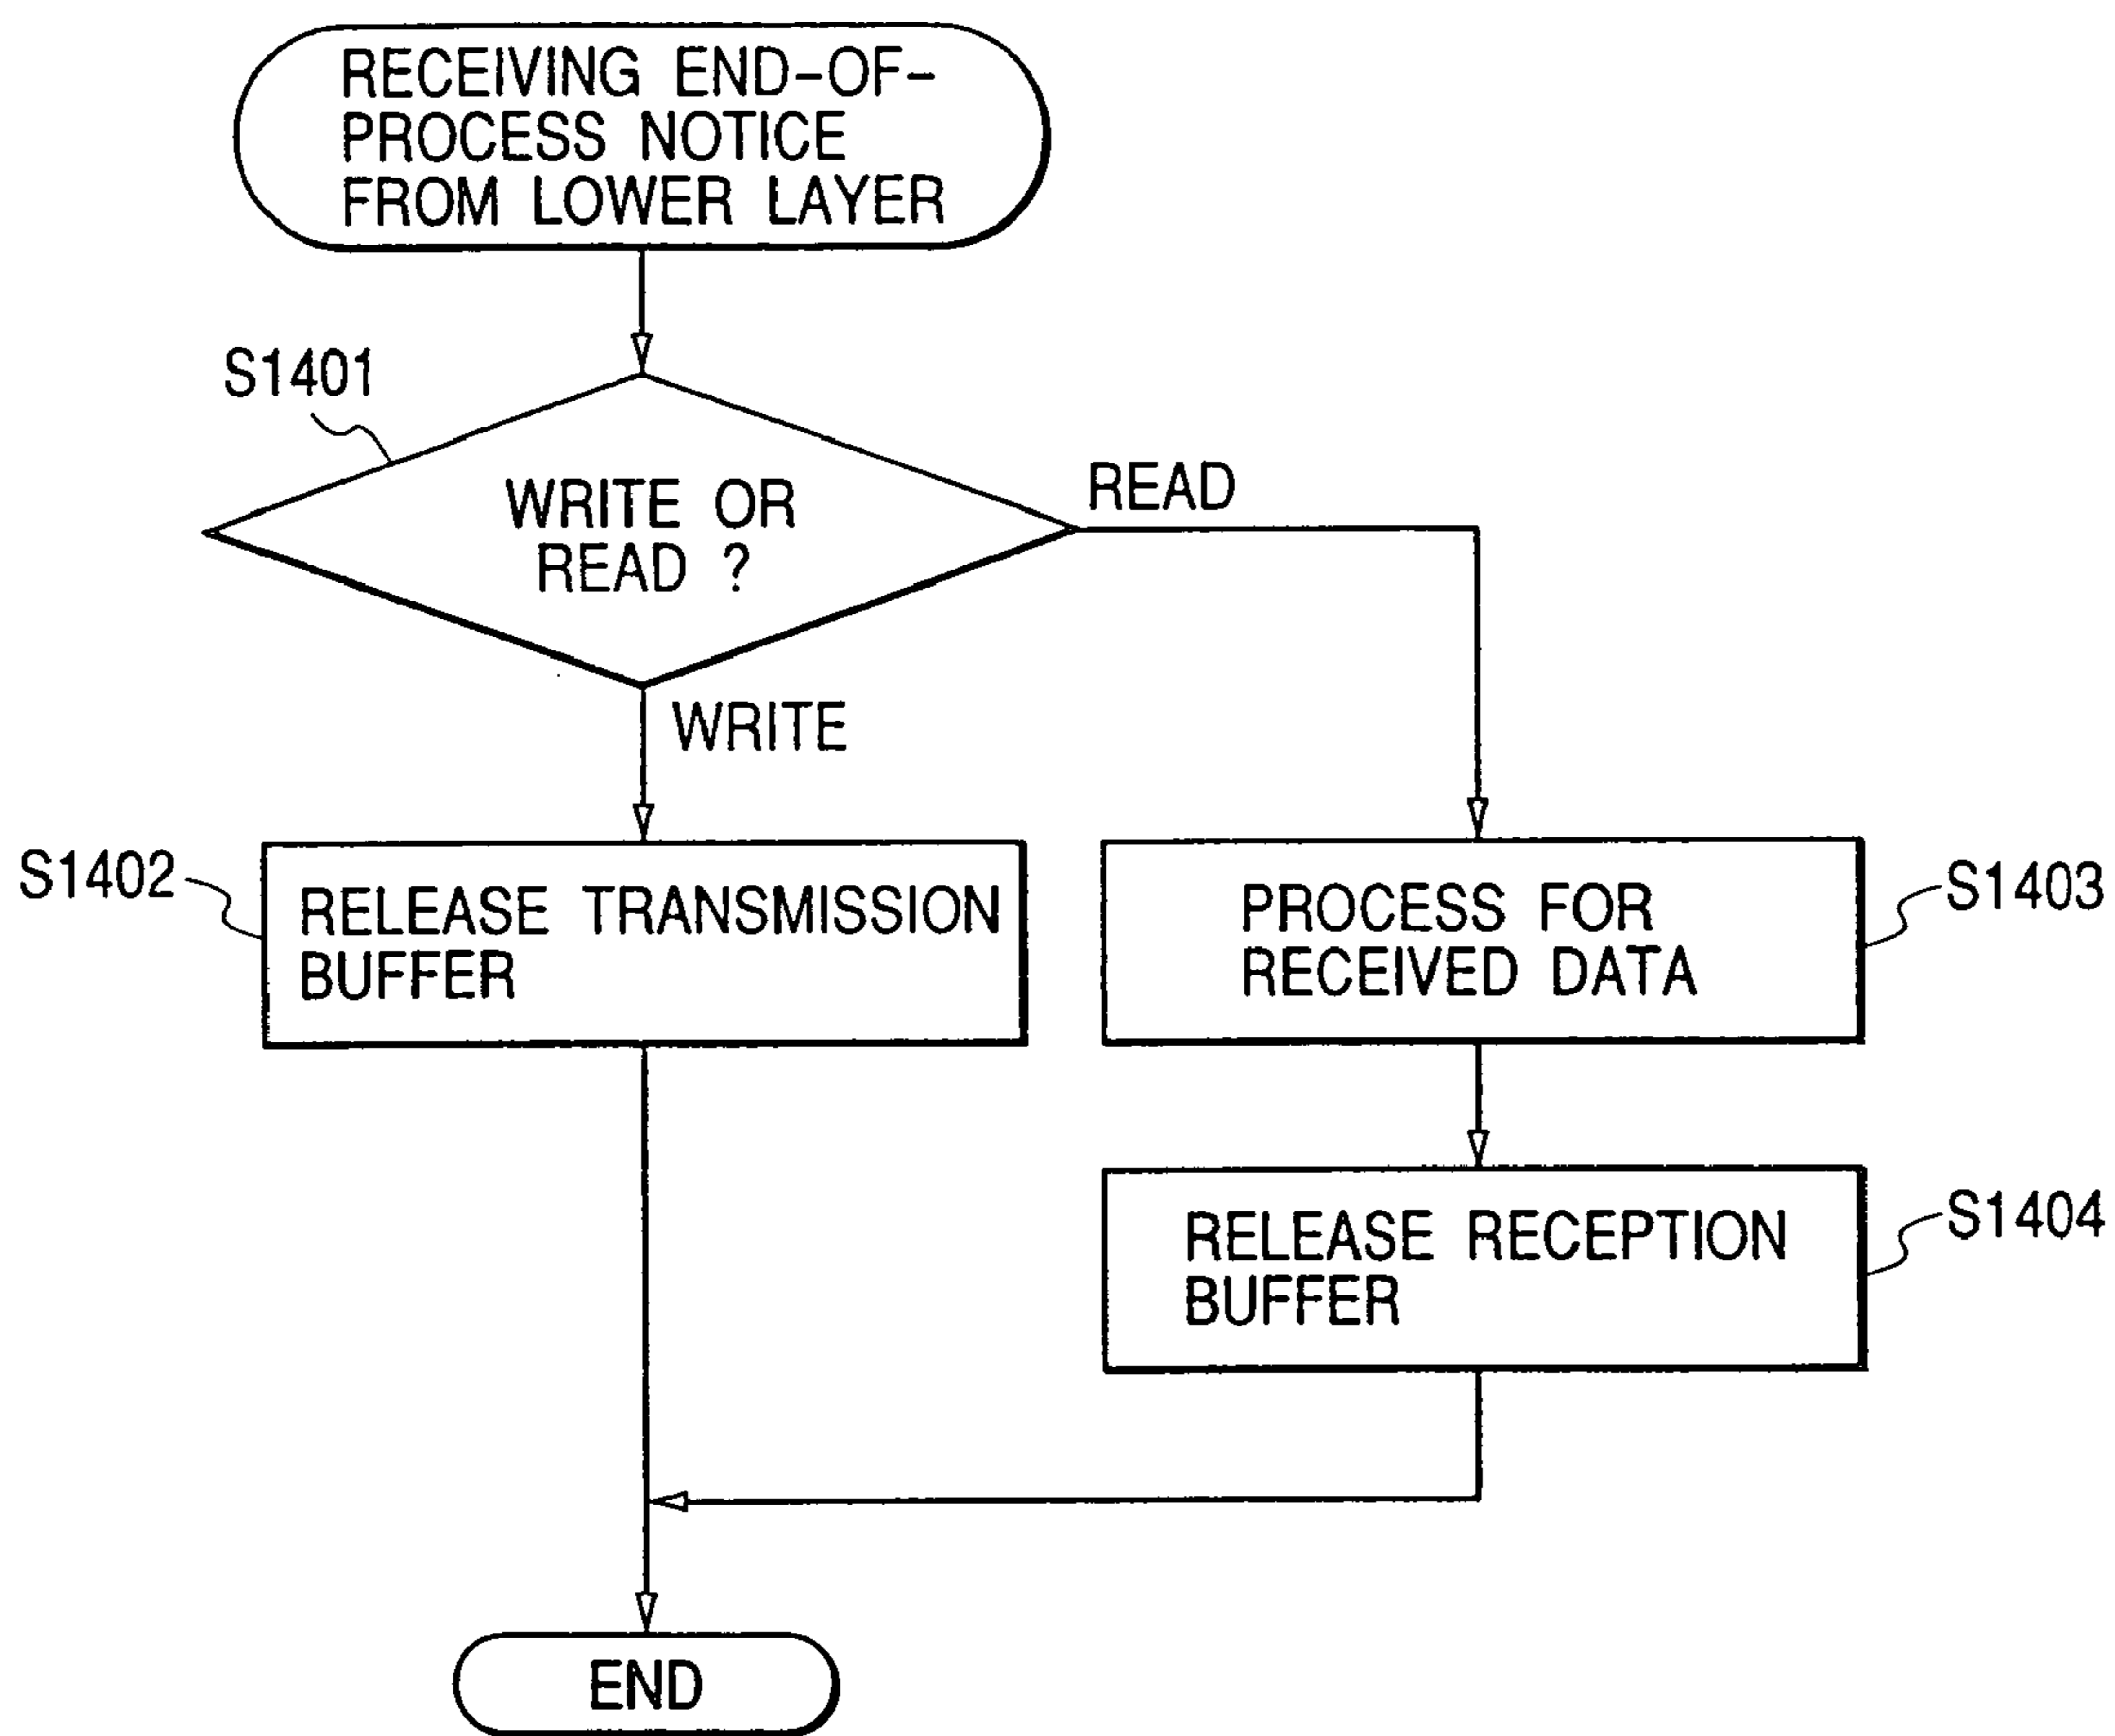 RECEIVING END-OF-
PROCESS NOTICE
FROM LOWER LAYER
S1401
WRITE OR
READ ?
READ
WRITE
S1402
RELEASE TRANSMISSION
BUFFER
PROCESS FOR
RECEIVED DATA
S1403
RELEASE RECEPTION
BUFFER
S1404
END